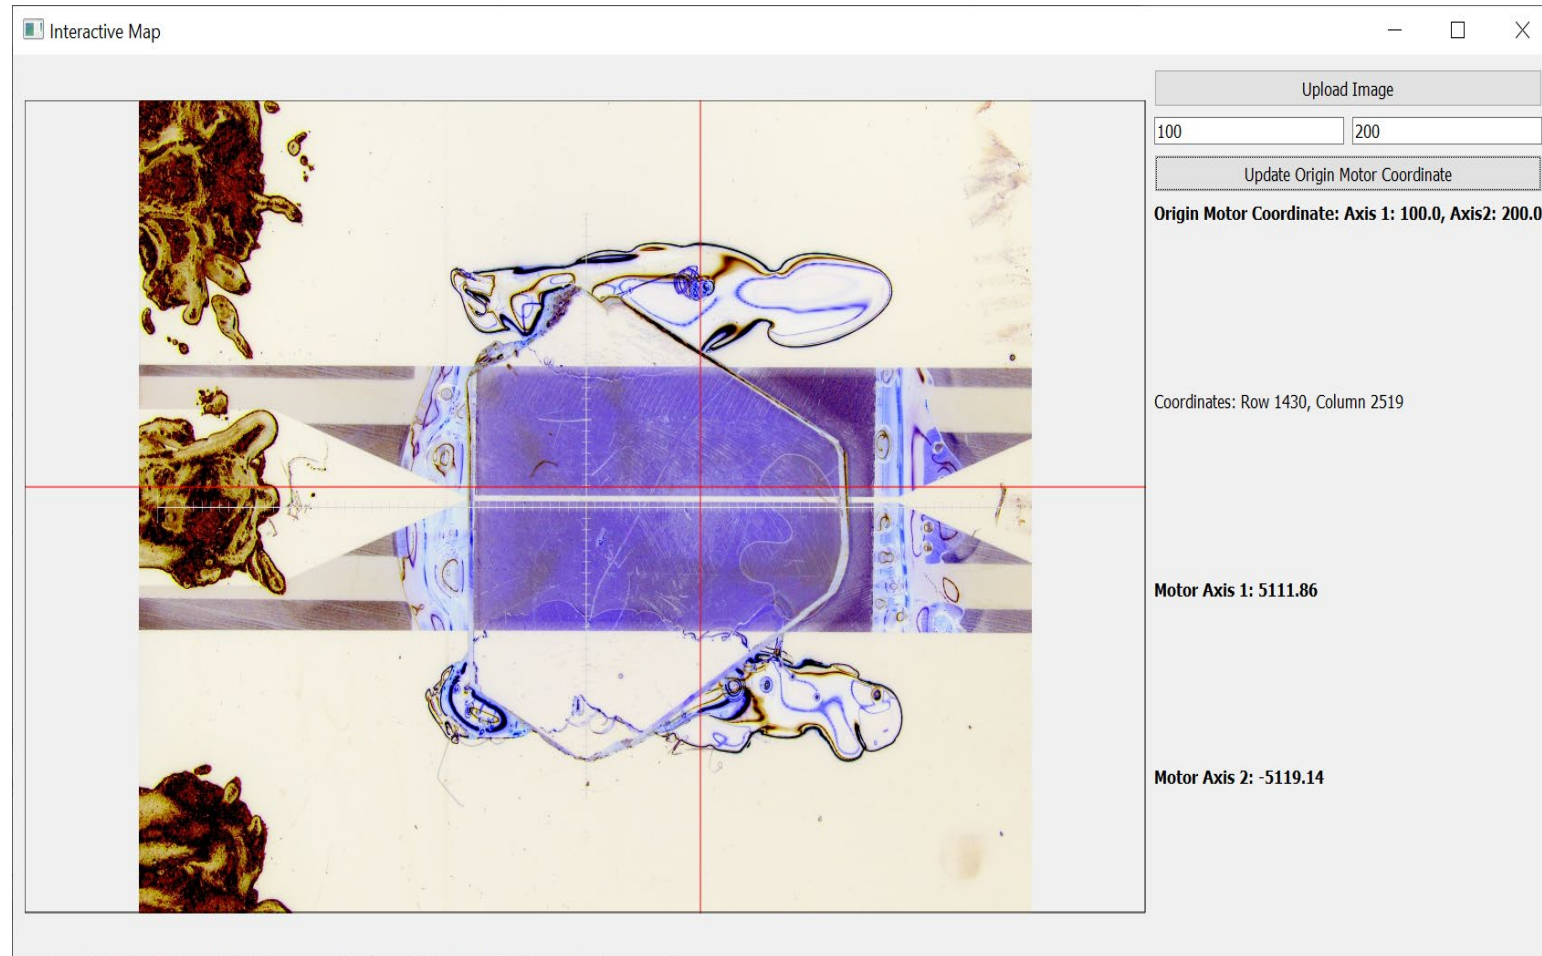 Interactive Map
Upload Image
100 200
Update Origin Motor Coordinate
Origin Motor Coordinate: Axis 1: 100.0, Axis2: 200.0
Coordinates: Row 1430, Column 2519
Motor Axis 1: 5111.86
Motor Axis 2: -5119.14